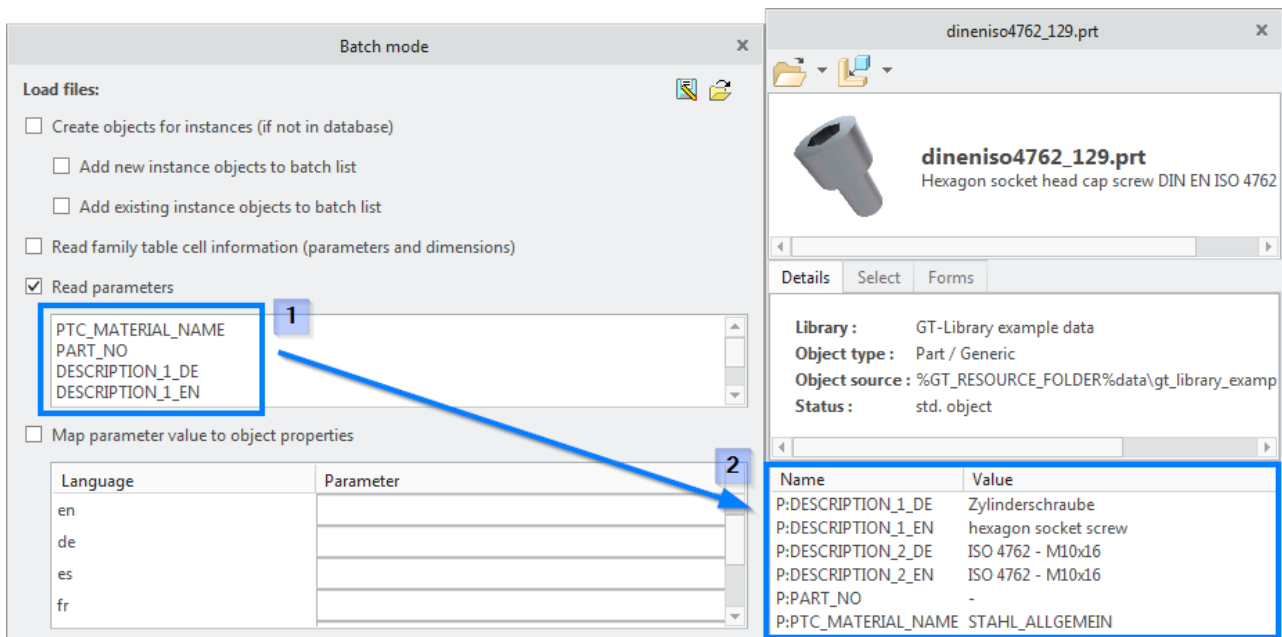 Batch mode
Load files:
Create objects for instances (if not in database)
Add new instance objects to batch list
Add existing instance objects to batch list
Read family table cell information (parameters and dimensions)
Read parameters
1
PTC_MATERIAL_NAME
PART_NO
DESCRIPTION_1_DE
DESCRIPTION_1_EN
Map parameter value to object properties
Language Parameter
en
de
es
fr
dineniso4762_129.prt
dineniso4762_129.prt
Hexagon socket head cap screw DIN EN ISO 4762
Details Select Forms
Library : GT-Library example data
Object type : Part / Generic
Object source : %GT_RESOURCE_FOLDER%data\gt_library_examp
Status : std. object
2
Name Value
P:DESCRIPTION_1_DE Zylinderschraube
P:DESCRIPTION_1_EN hexagon socket screw
P:DESCRIPTION_2_DE ISO 4762 - M10x16
P:DESCRIPTION_2_EN ISO 4762 - M10x16
P:PART_NO -
P:PTC_MATERIAL_NAME STAHL_ALLGEMEIN